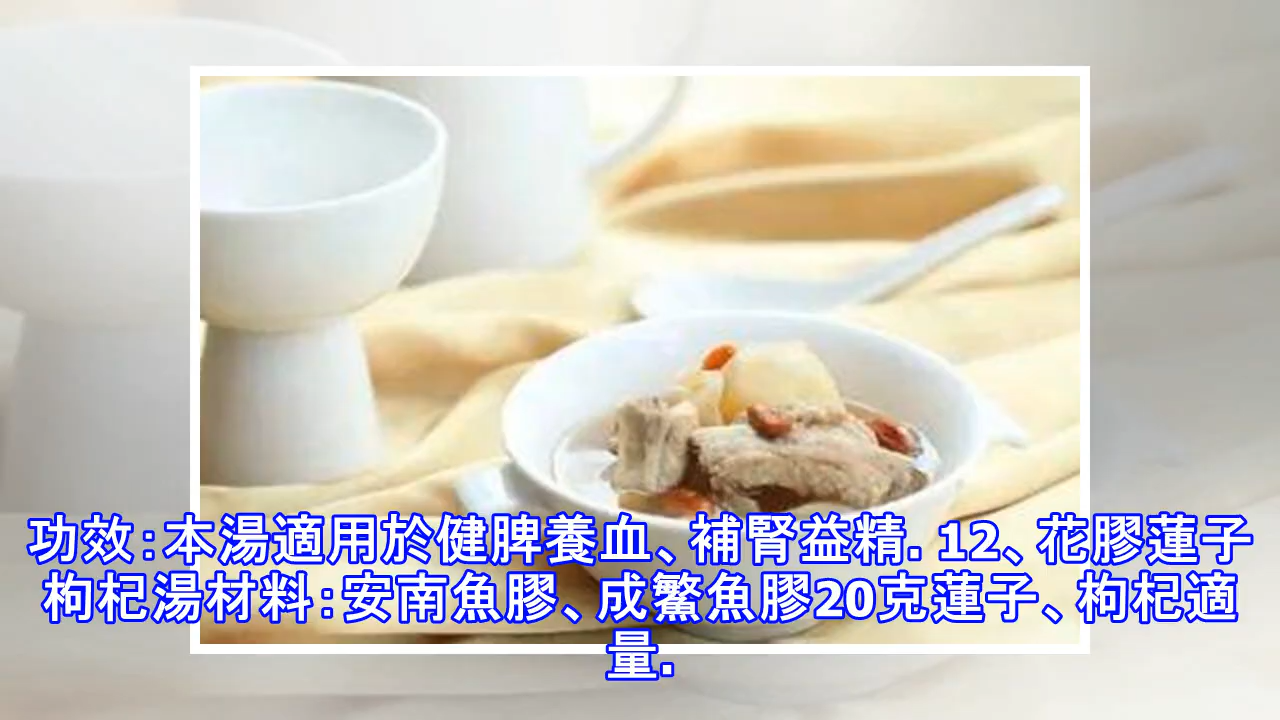 功效:本湯適用於健脾養血、補腎益精. 12、花膠蓮子
枸杞湯材料:安南魚膠、成鰵魚膠20克蓮子、枸杞適
量.